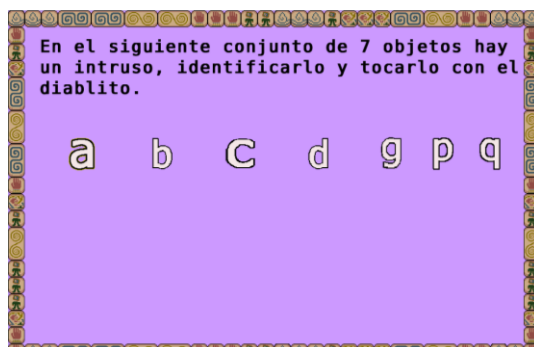 En el siguiente conjunto de 7 objetos hay
un intruso, identificarlo y tocarlo con el
diablito.
a b c d g p q